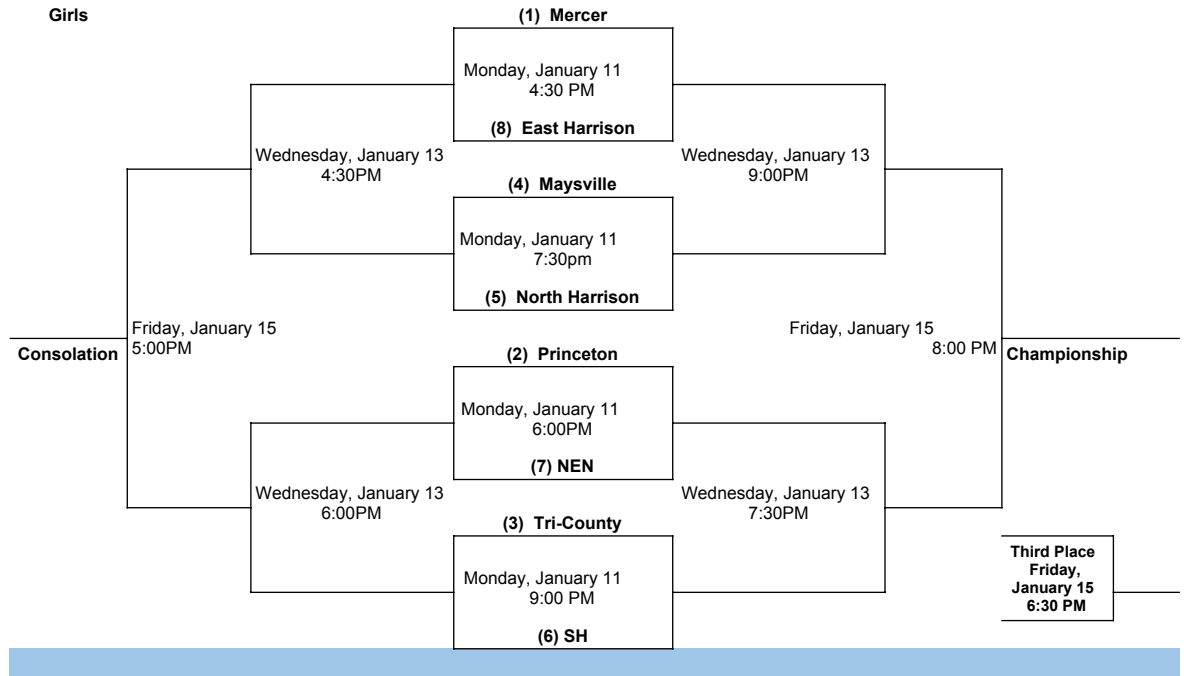 Girls
(1) Mercer
Monday, January 11
4:30 PM
(8) East Harrison
Wednesday, January 13
4:30PM
Wednesday, January 13
9:00PM
(4) Maysville
Monday, January 11
7:30pm
(5) North Harrison
Friday, January 15
5:00PM
Consolation
Friday, January 15
8:00 PM
Championship
(2) Princeton
Monday, January 11
6:00PM
(7) NEN
Wednesday, January 13
6:00PM
Wednesday, January 13
7:30PM
(3) Tri-County
Monday, January 11
9:00 PM
(6) SH
Third Place
Friday,
January 15
6:30 PM